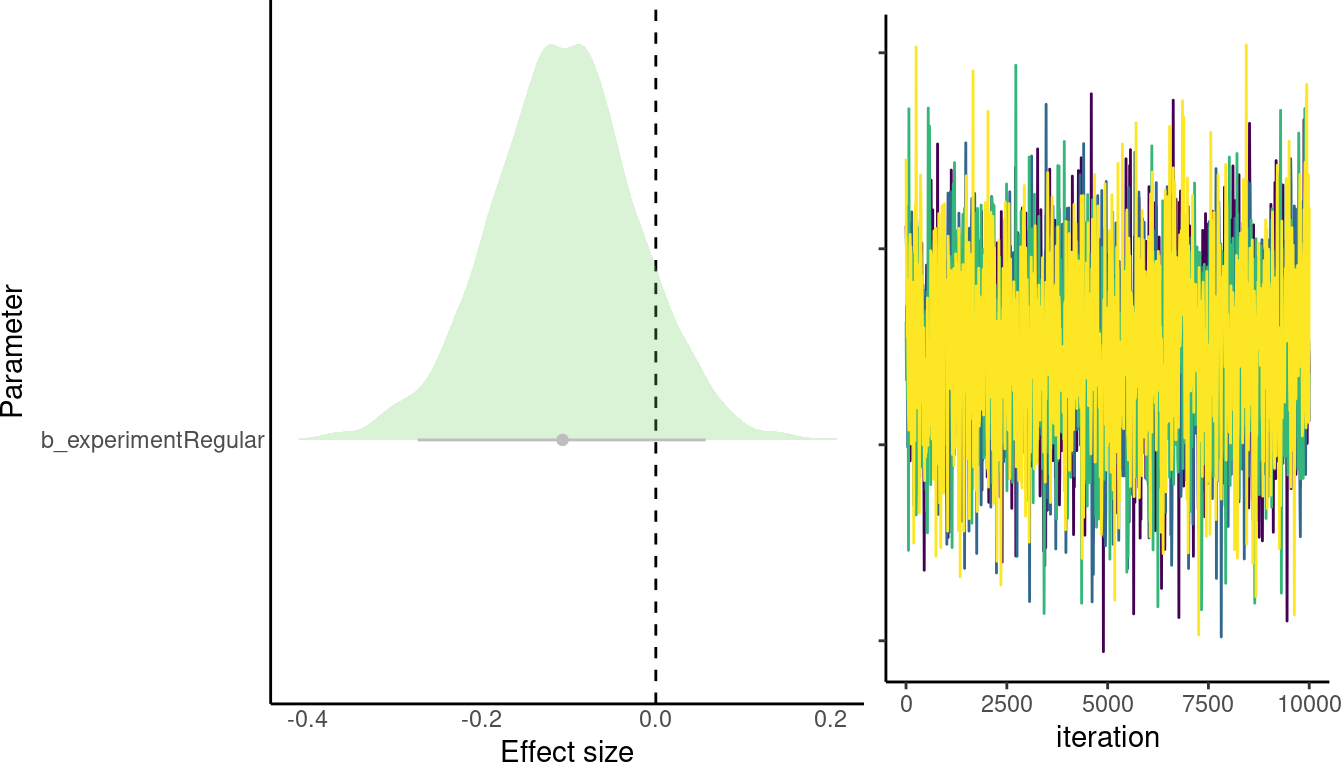 Parameter
b_experimentRegular
-0.4 -0.2 0.0 0.2
Effect size
0 2500 5000 7500 10000
iteration